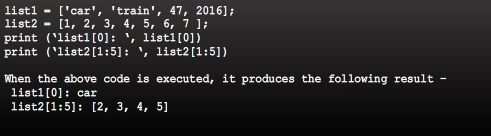 list1 = ['car', 'train', 47, 2016];
list2 = [1, 2, 3, 4, 5, 6, 7 ];
print (‘list1[0]: ‘, list1[0])
print (‘list2[1:5]: ‘, list2[1:5])
When the above code is executed, it produces the following result −
list1[0]: car
list2[1:5]: [2, 3, 4, 5]